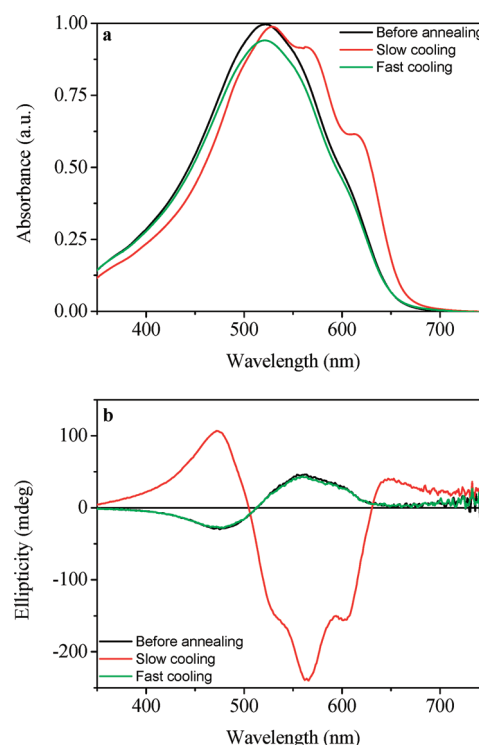 a
Before annealing
Slow cooling
Fast cooling
Absorbance (a.u.)
1.00
0.75
0.50
0.25
0.00
400 500 600 700
Wavelength (nm)
b
Ellipticity (mdeg)
100
0
-100
-200
Before annealing
Slow cooling
Fast cooling
400 500 600 700
Wavelength (nm)